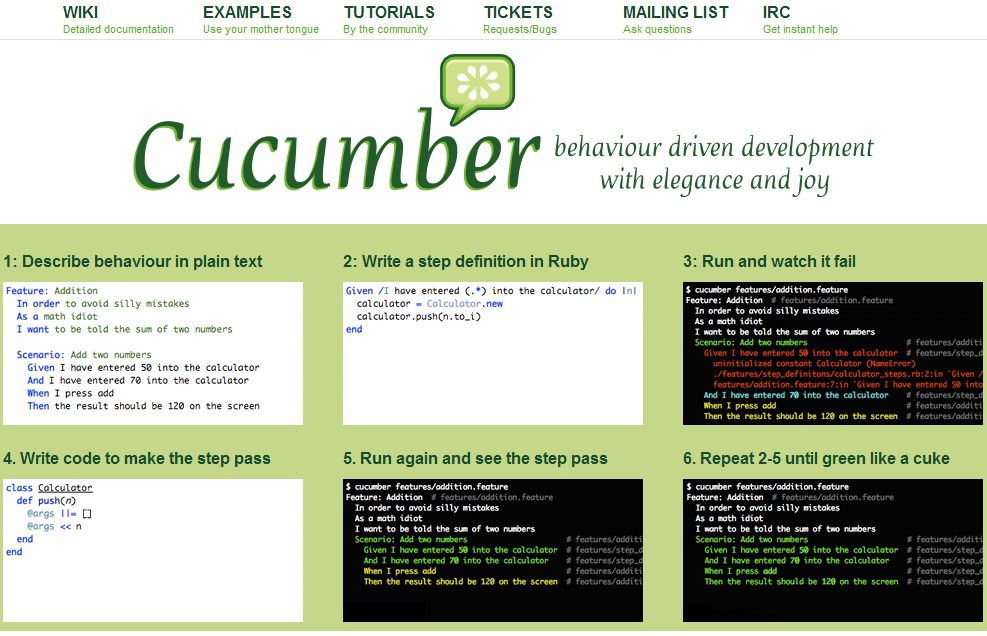 WIKI
Detailed documentation
EXAMPLES
Use your mother tongue
TUTORIALS
By the community
TICKETS
Requests/Bugs
MAILING LIST
Ask questions
IRC
Get instant help
Cucumber
behaviour driven development
with elegance and joy
1: Describe behaviour in plain text
Feature: Addition
In order to avoid silly mistakes
As a math idiot
I want to be told the sum of two numbers
Scenario: Add two numbers
Given I have entered 50 into the calculator
And I have entered 70 into the calculator
When I press add
Then the result should be 120 on the screen
2: Write a step definition in Ruby
Given /I have entered (.*) into the calculator/ do |n|
calculator = Calculator.new
calculator.push(n.to_i)
end
3: Run and watch it fail
$ cucumber features/addition.feature
Feature: Addition # features/addition.feature
In order to avoid silly mistakes
As a math idiot
I want to be told the sum of two numbers
Scenario: Add two numbers # features/additi
Given I have entered 50 into the calculator # features/step_d
uninitialized constant Calculator (NameError)
./features/step_definitons/calculator_steps.rb:2:in `Given /
features/addition.feature:7:in `Given I have entered 50 into
And I have entered 70 into the calculator # features/step_d
When I press add # features/additi
Then the result should be 120 on the screen # features/additi
4. Write code to make the step pass
class Calculator
def push(n)
@args ||= []
@args << n
end
end
5. Run again and see the step pass
$ cucumber features/addition.feature
Feature: Addition # features/addition.feature
In order to avoid silly mistakes
As a math idiot
I want to be told the sum of two numbers
Scenario: Add two numbers # features/additi
Given I have entered 50 into the calculator # features/step_d
And I have entered 70 into the calculator # features/step_d
When I press add # features/additi
Then the result should be 120 on the screen # features/additi
6. Repeat 2-5 until green like a cuke
$ cucumber features/addition.feature
Feature: Addition # features/addition.feature
In order to avoid silly mistakes
As a math idiot
I want to be told the sum of two numbers
Scenario: Add two numbers # features/additi
Given I have entered 50 into the calculator # features/step_d
And I have entered 70 into the calculator # features/step_d
When I press add # features/step_d
Then the result should be 120 on the screen # features/step_d